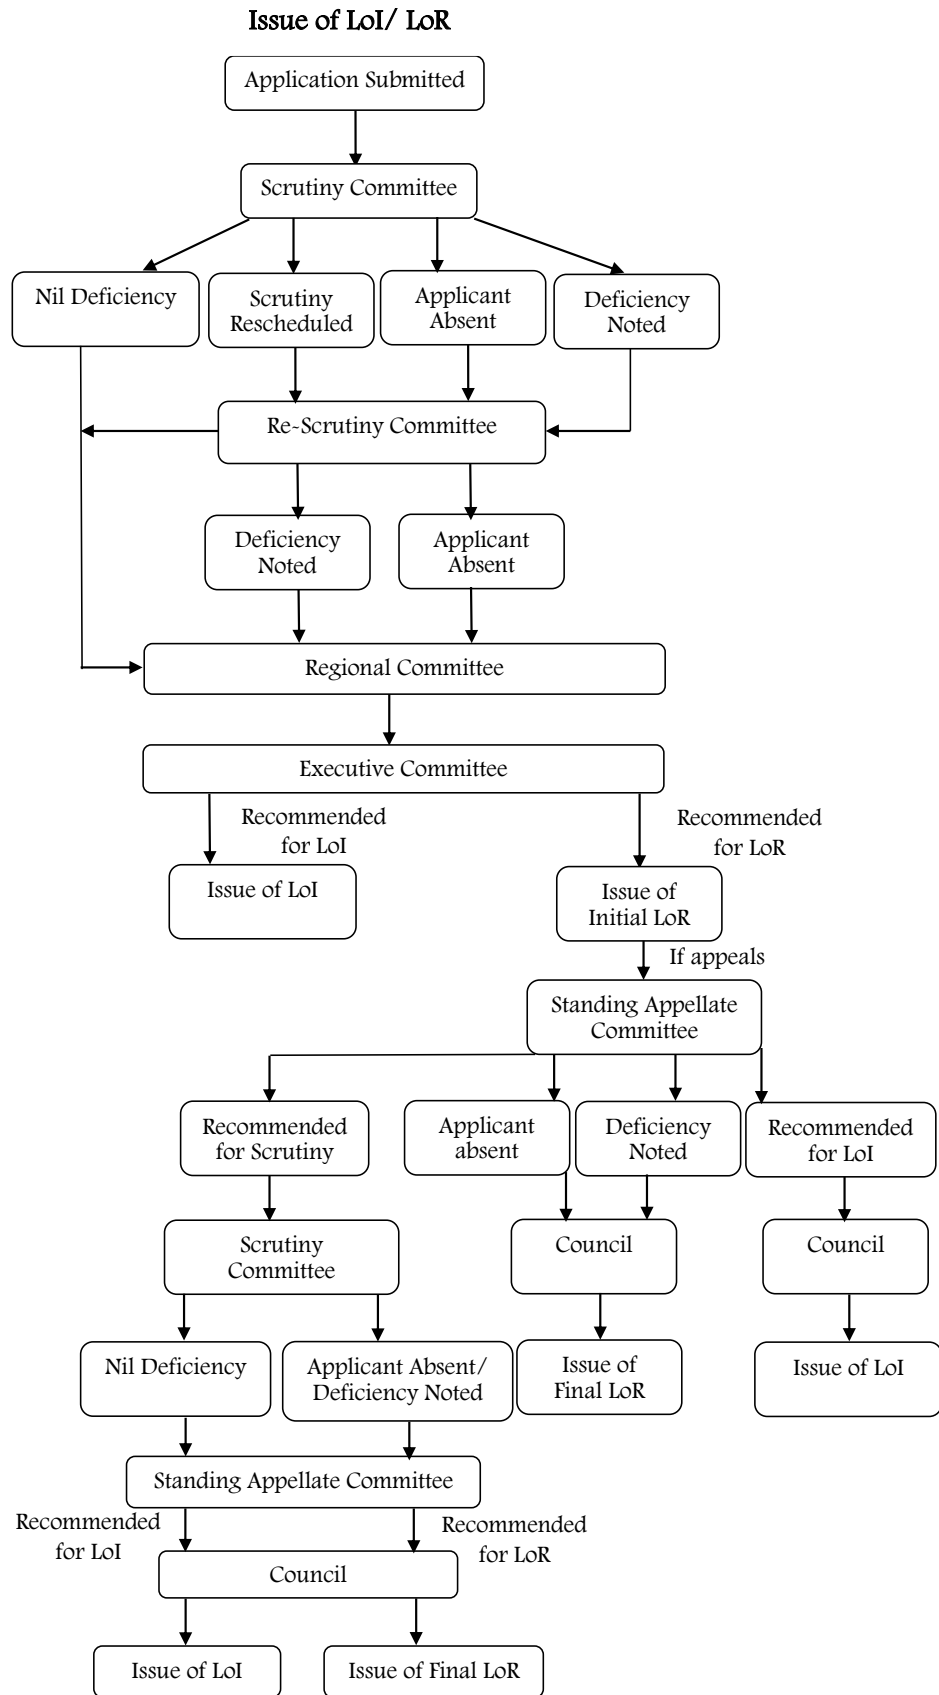 Issue of LoI/ LoR
Application Submitted
Scrutiny Committee
Nil Deficiency
Scrutiny
Rescheduled
Applicant
Absent
Deficiency
Noted
Re-Scrutiny Committee
Deficiency
Noted
Applicant
Absent
Regional Committee
Executive Committee
Recommended
for LoI
Recommended
for LoR
Issue of LoI
Issue of
Initial LoR
If appeals
Standing Appellate
Committee
Recommended
for Scrutiny
Applicant
absent
Deficiency
Noted
Recommended
for LoI
Scrutiny
Committee
Council
Council
Nil Deficiency
Applicant Absent/
Deficiency Noted
Issue of
Final LoR
Issue of LoI
Standing Appellate Committee
Recommended
for LoI
Recommended
for LoR
Council
Issue of LoI
Issue of Final LoR